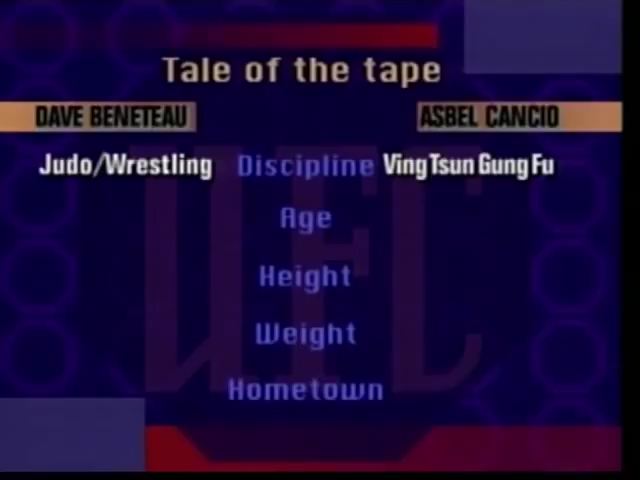 Tale of the tape
DAVE BENETEAU ASBEL CANCIO
Judo/Wrestling Discipline Ving Tsun Gung Fu
Age
Height
Weight
Hometown
UFC